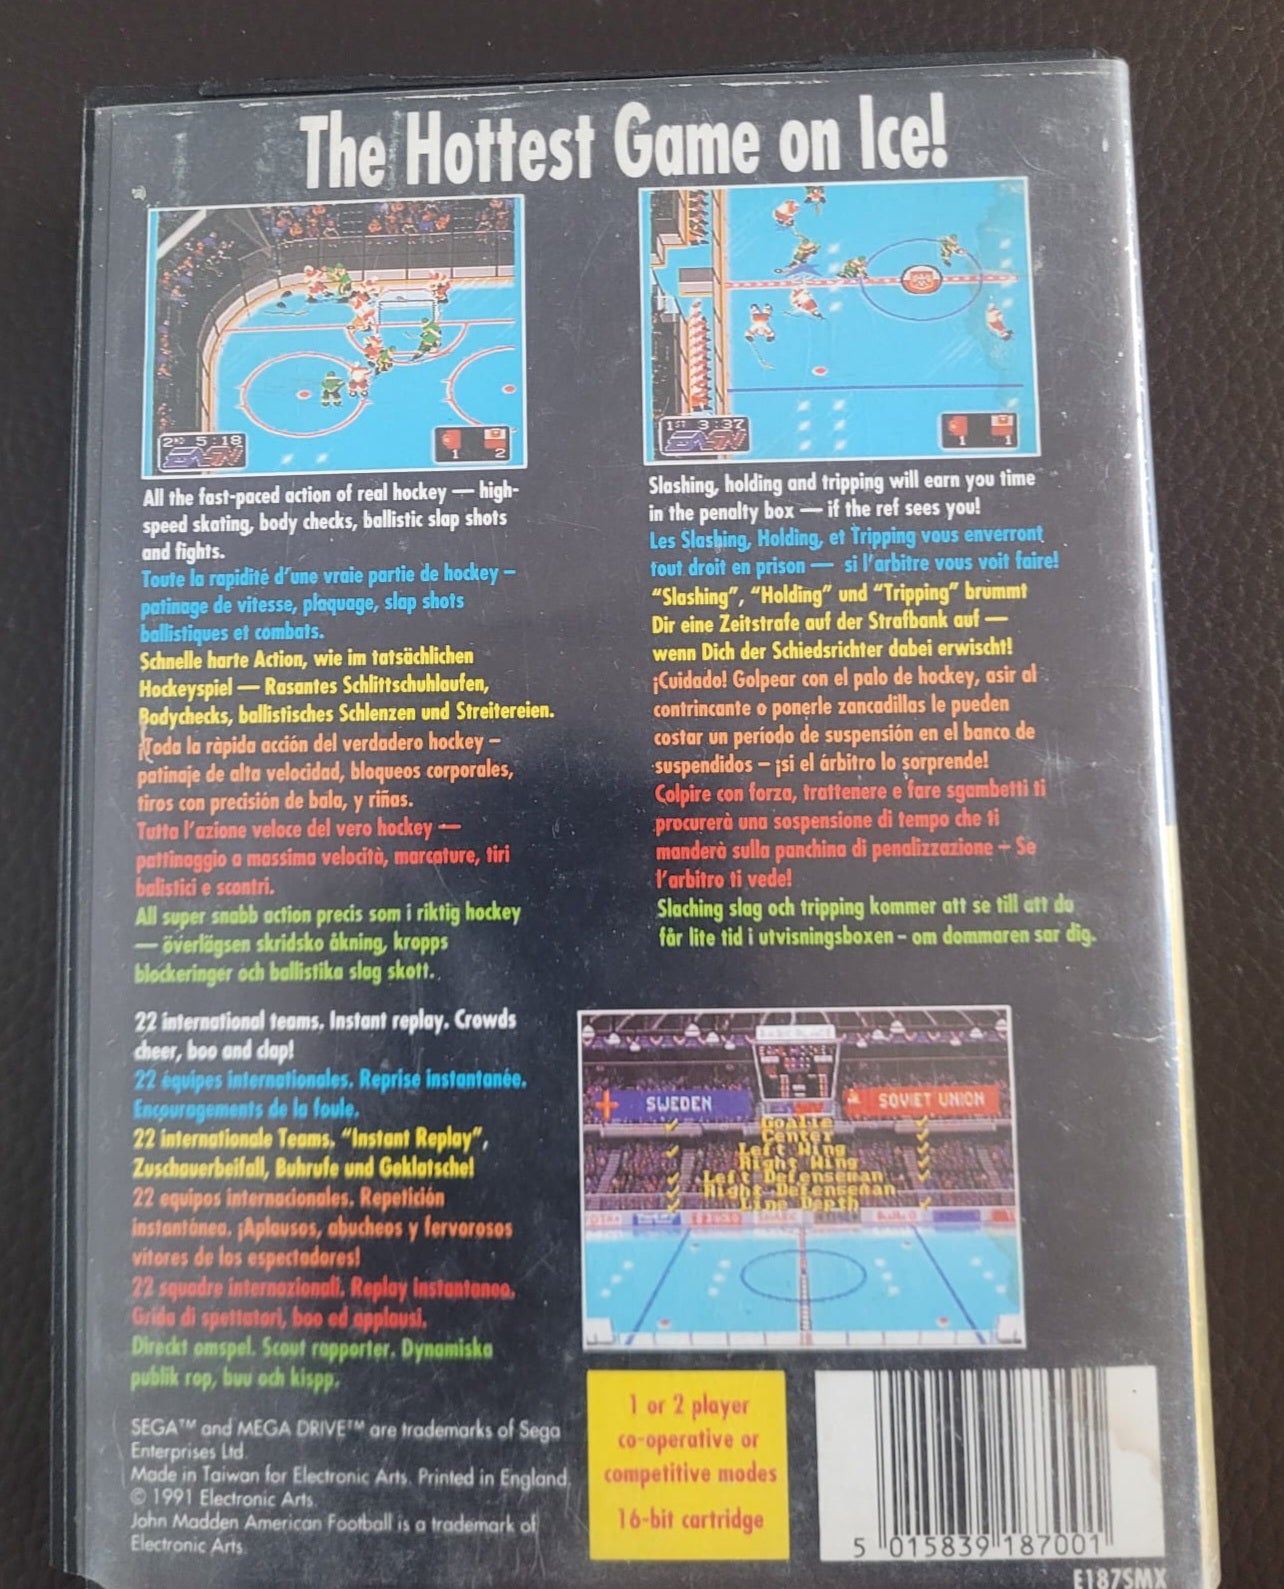 The Hottest Game on Ice!
2ND 5:18
1 2
1ST 3:37
1 1
All the fast-paced action of real hockey — high-
speed skating, body checks, ballistic slap shots
and fights.
Toute la rapidité d'une vraie partie de hockey –
patinage de vitesse, plaquage, slap shots
ballistiques et combats.
Schnelle harte Action, wie im tatsächlichen
Hockeyspiel — Rasantes Schlittschuhlaufen,
Bodychecks, ballistisches Schlenzen und Streitereien.
¡Toda la ràpida acción del verdadero hockey –
patinaje de alta velocidad, bloqueos corporales,
tiros con precisión de bala, y riñas.
Tutta l'azione veloce del vero hockey —
pattinaggio a massima velocità, marcature, tiri
balistici e scontri.
All super snabb action precis som i riktig hockey
— överlägsen skridsko åkning, kropps
blockeringer och ballistika slag skott.
Slashing, holding and tripping will earn you time
in the penalty box — if the ref sees you!
Les Slashing, Holding, et Tripping vous enverront
tout droit en prison — si l'arbitre vous voit faire!
"Slashing", "Holding" und "Tripping" brummt
Dir eine Zeitstrafe auf der Strafbank auf —
wenn Dich der Schiedsrichter dabei erwischt!
¡Cuidado! Golpear con el palo de hockey, asir al
contrincante o ponerle zancadillas le pueden
costar un período de suspensión en el banco de
suspendidos – ¡si el árbitro lo sorprende!
Colpire con forza, trattenere e fare sgambetti ti
procurerà una sospensione di tempo che ti
manderà sulla panchina di penalizzazione – Se
l'arbitro ti vede!
Slaching slag och tripping kommer att se till att du
får lite tid i utvisningsboxen – om dommaren sar dig.
22 international teams. Instant replay. Crowds
cheer, boo and clap!
22 équipes internationales. Reprise instantanée.
Encouragements de la foule.
22 internationale Teams. "Instant Replay",
Zuschauerbeifall, Buhrufe und Geklatsche!
22 equipos internacionales. Repetición
instantánea. ¡Aplausos, abucheos y fervorosos
vitores de los espectadores!
22 squadre internazionali. Replay instantaneo.
Grida di spettatori, boo ed applausi.
Direckt omspel. Scout rapporter. Dynamiska
publik rop, buu och kispp.
SWEDEN
SOVIET UNION
Goalie
Center
Left Wing
Right Wing
Left Defenseman
Right Defenseman
Line Depth
SEGA™ and MEGA DRIVE™ are trademarks of Sega
Enterprises Ltd.
Made in Taiwan for Electronic Arts. Printed in England.
© 1991 Electronic Arts.
John Madden American Football is a trademark of
Electronic Arts.
1 or 2 player
co-operative or
competitive modes
16-bit cartridge
5 015839 187001
E187SMX